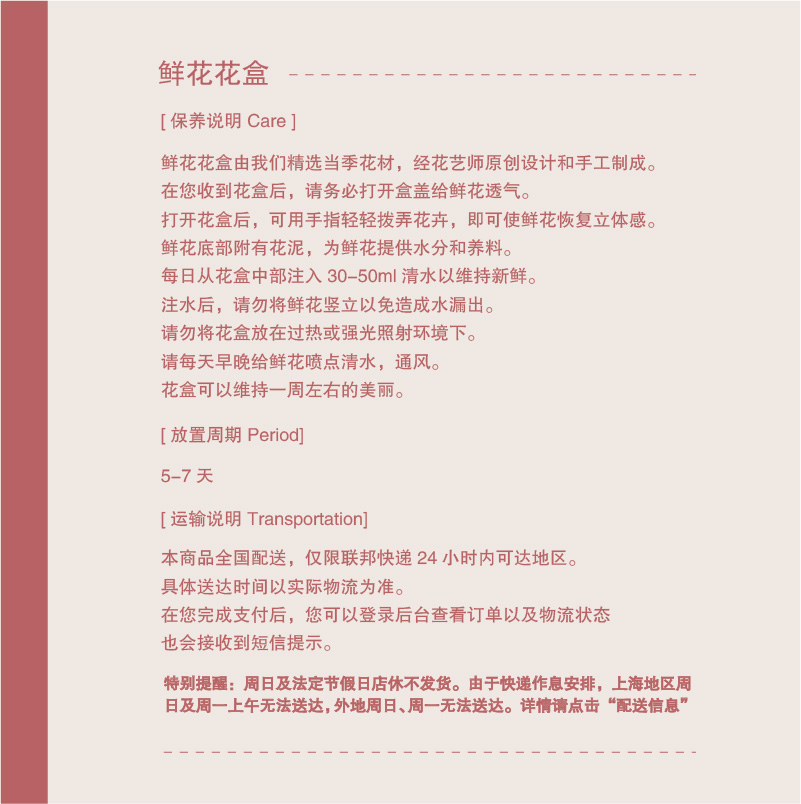 鲜花花盒
[ 保养说明 Care ]
鲜花花盒由我们精选当季花材，经花艺师原创设计和手工制成。
在您收到花盒后，请务必打开盒盖给鲜花透气。
打开花盒后，可用手指轻轻拨弄花卉，即可使鲜花恢复立体感。
鲜花底部附有花泥，为鲜花提供水分和养料。
每日从花盒中部注入 30-50ml 清水以维持新鲜。
注水后，请勿将鲜花竖立以免造成水漏出。
请勿将花盒放在过热或强光照射环境下。
请每天早晚给鲜花喷点清水，通风。
花盒可以维持一周左右的美丽。
[ 放置周期 Period]
5-7 天
[ 运输说明 Transportation]
本商品全国配送，仅限联邦快递 24 小时内可达地区。
具体送达时间以实际物流为准。
在您完成支付后，您可以登录后台查看订单以及物流状态
也会接收到短信提示。
特别提醒：周日及法定节假日店休不发货。由于快递作息安排，上海地区周
日及周一上午无法送达，外地周日、周一无法送达。详情请点击“配送信息”